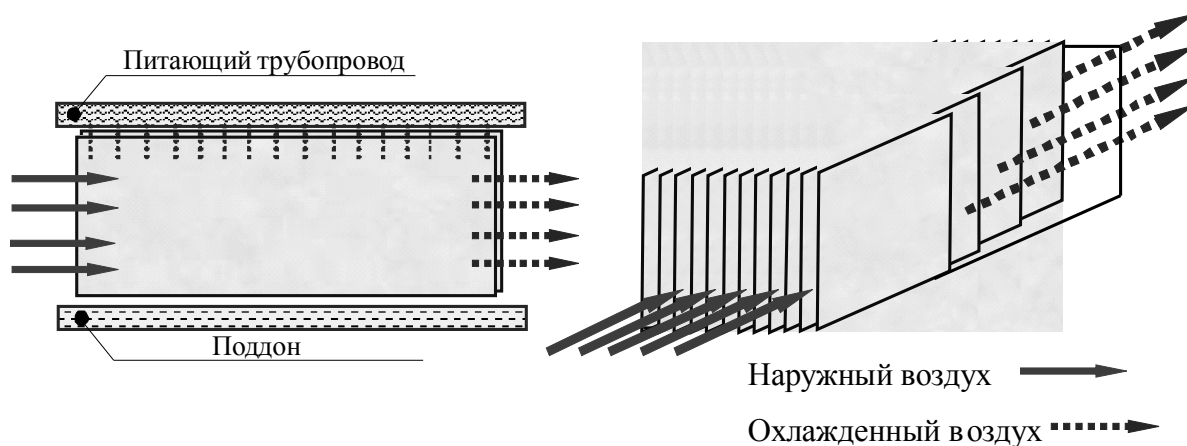 Питающий трубопровод
Поддон
Наружный воздух
Охлажденный воздух